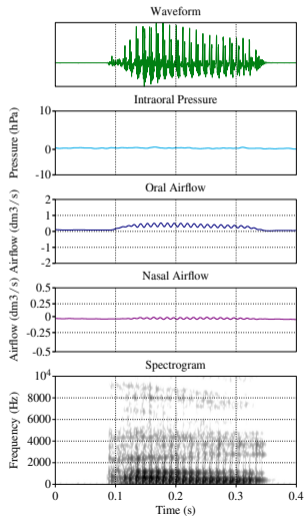 Waveform
Intraoral Pressure
Pressure (hPa)
10
0
-10
Oral Airflow
Airflow (dm3/s)
2
1
0
-1
-2
Nasal Airflow
Airflow (dm3/s)
0.5
0.25
0
-0.25
-0.5
Spectrogram
Frequency (Hz)
10⁴
8000
6000
4000
2000
0
0 0.1 0.2 0.3 0.4
Time (s)